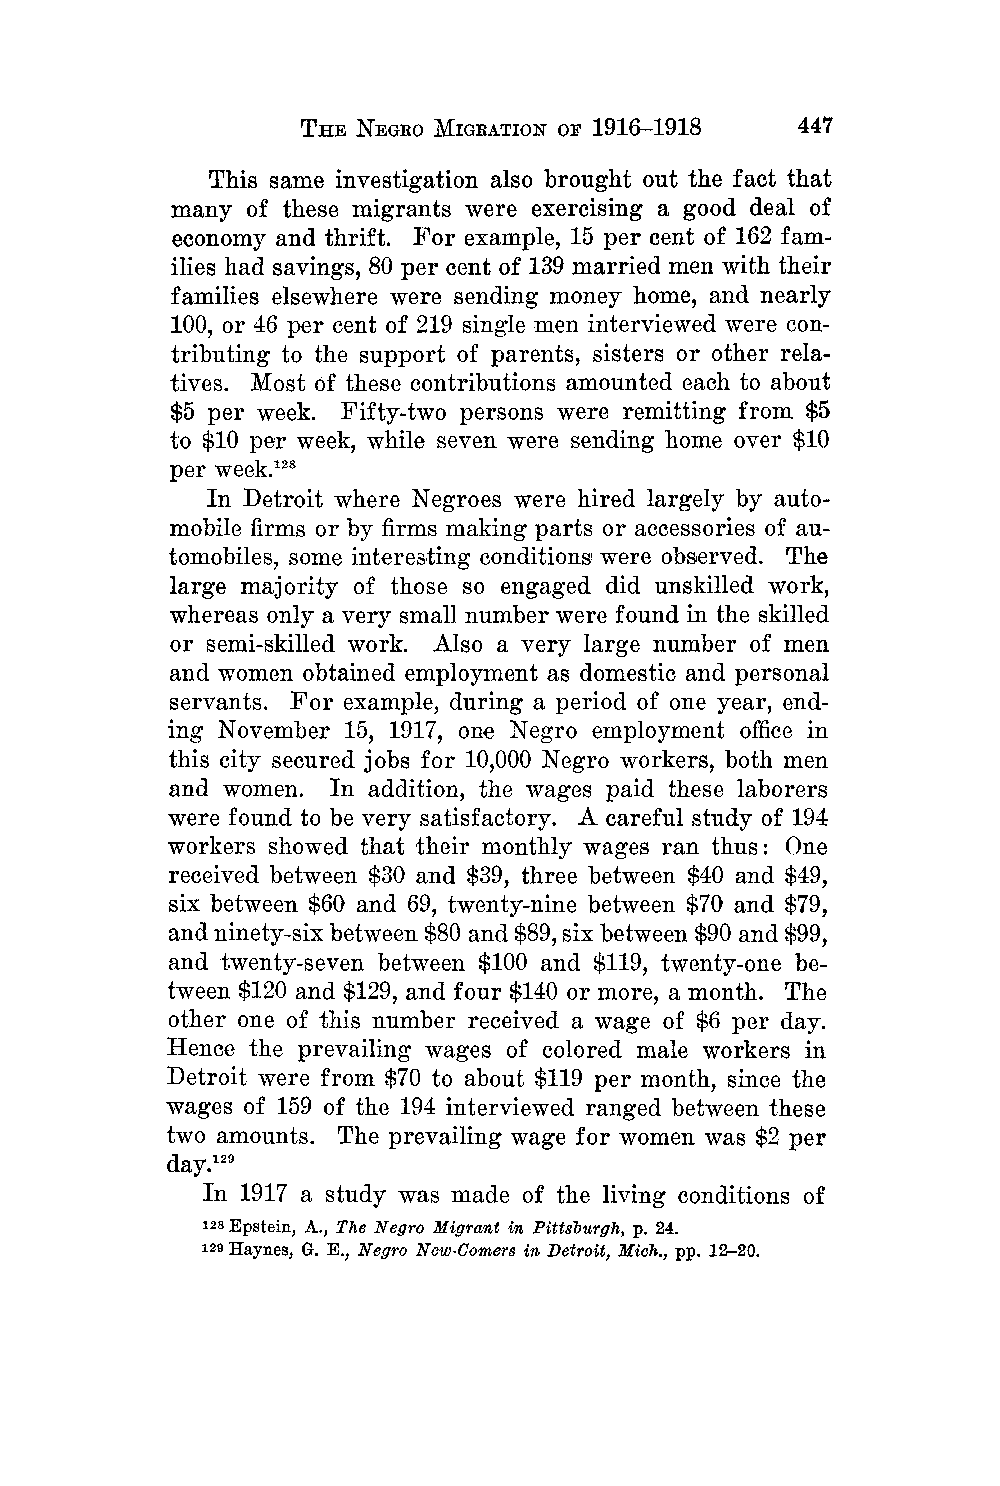 THE NEGRO MIGRATION OF 1916–1918 447
This same investigation also brought out the fact that
many of these migrants were exercising a good deal of
economy and thrift. For example, 15 per cent of 162 fam-
ilies had savings, 80 per cent of 139 married men with their
families elsewhere were sending money home, and nearly
100, or 46 per cent of 219 single men interviewed were con-
tributing to the support of parents, sisters or other rela-
tives. Most of these contributions amounted each to about
$5 per week. Fifty-two persons were remitting from $5
to $10 per week, while seven were sending home over $10
per week.¹²⁸
In Detroit where Negroes were hired largely by auto-
mobile firms or by firms making parts or accessories of au-
tomobiles, some interesting conditions were observed. The
large majority of those so engaged did unskilled work,
whereas only a very small number were found in the skilled
or semi-skilled work. Also a very large number of men
and women obtained employment as domestic and personal
servants. For example, during a period of one year, end-
ing November 15, 1917, one Negro employment office in
this city secured jobs for 10,000 Negro workers, both men
and women. In addition, the wages paid these laborers
were found to be very satisfactory. A careful study of 194
workers showed that their monthly wages ran thus: One
received between $30 and $39, three between $40 and $49,
six between $60 and 69, twenty-nine between $70 and $79,
and ninety-six between $80 and $89, six between $90 and $99,
and twenty-seven between $100 and $119, twenty-one be-
tween $120 and $129, and four $140 or more, a month. The
other one of this number received a wage of $6 per day.
Hence the prevailing wages of colored male workers in
Detroit were from $70 to about $119 per month, since the
wages of 159 of the 194 interviewed ranged between these
two amounts. The prevailing wage for women was $2 per
day.¹²⁹
In 1917 a study was made of the living conditions of
¹²⁸ Epstein, A., The Negro Migrant in Pittsburgh, p. 24.
¹²⁹ Haynes, G. E., Negro New-Comers in Detroit, Mich., pp. 12–20.